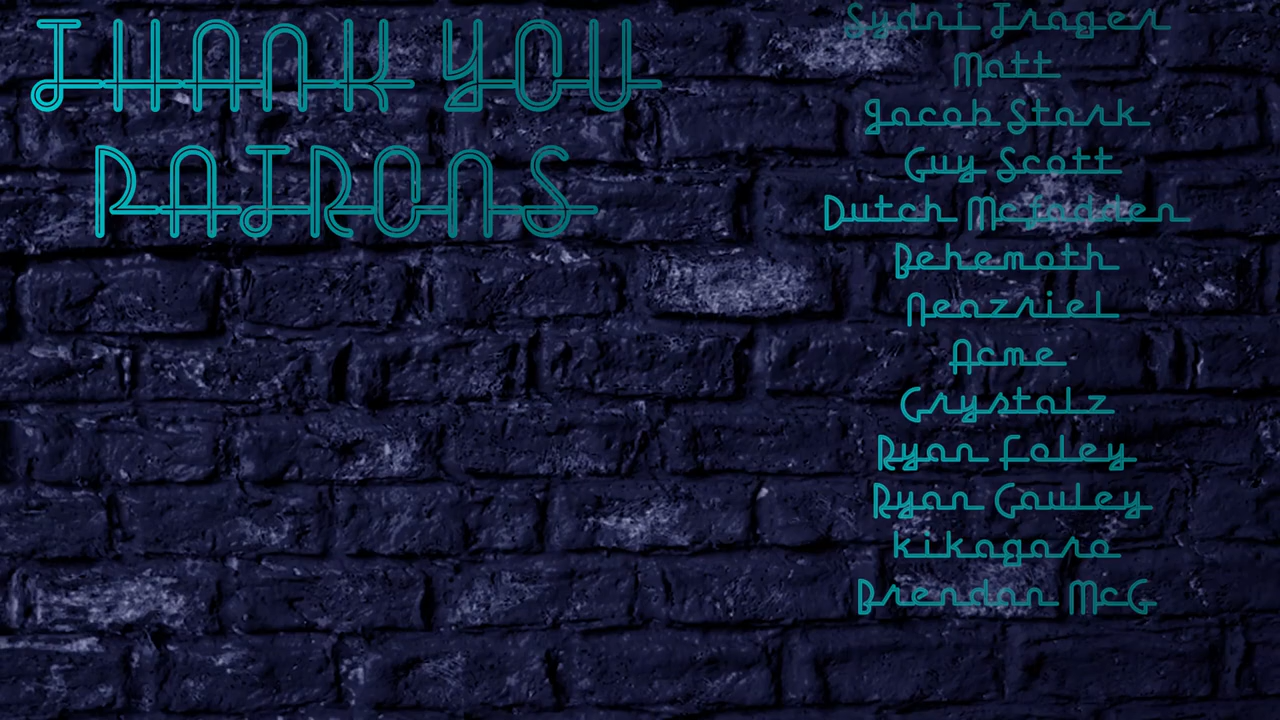 THANK YOU
PATRONS
Sydni Trager
Matt
Jacob Stark
Guy Scott
Dutch Mcfadden
Behemoth
Neazriel
Acme
Crystalz
Ryan Foley
Ryan Gauley
kikagaro
Brendan McG